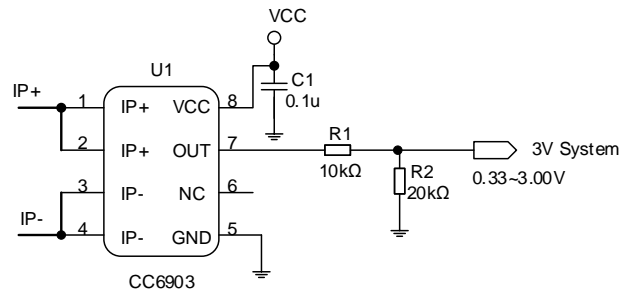 VCC
U1
C1
0.1u
IP+
1 IP+ VCC 8
2 IP+ OUT 7
R1
10kΩ
3V System
0.33~3.00V
R2
20kΩ
3 IP- NC 6
IP-
4 IP- GND 5
CC6903